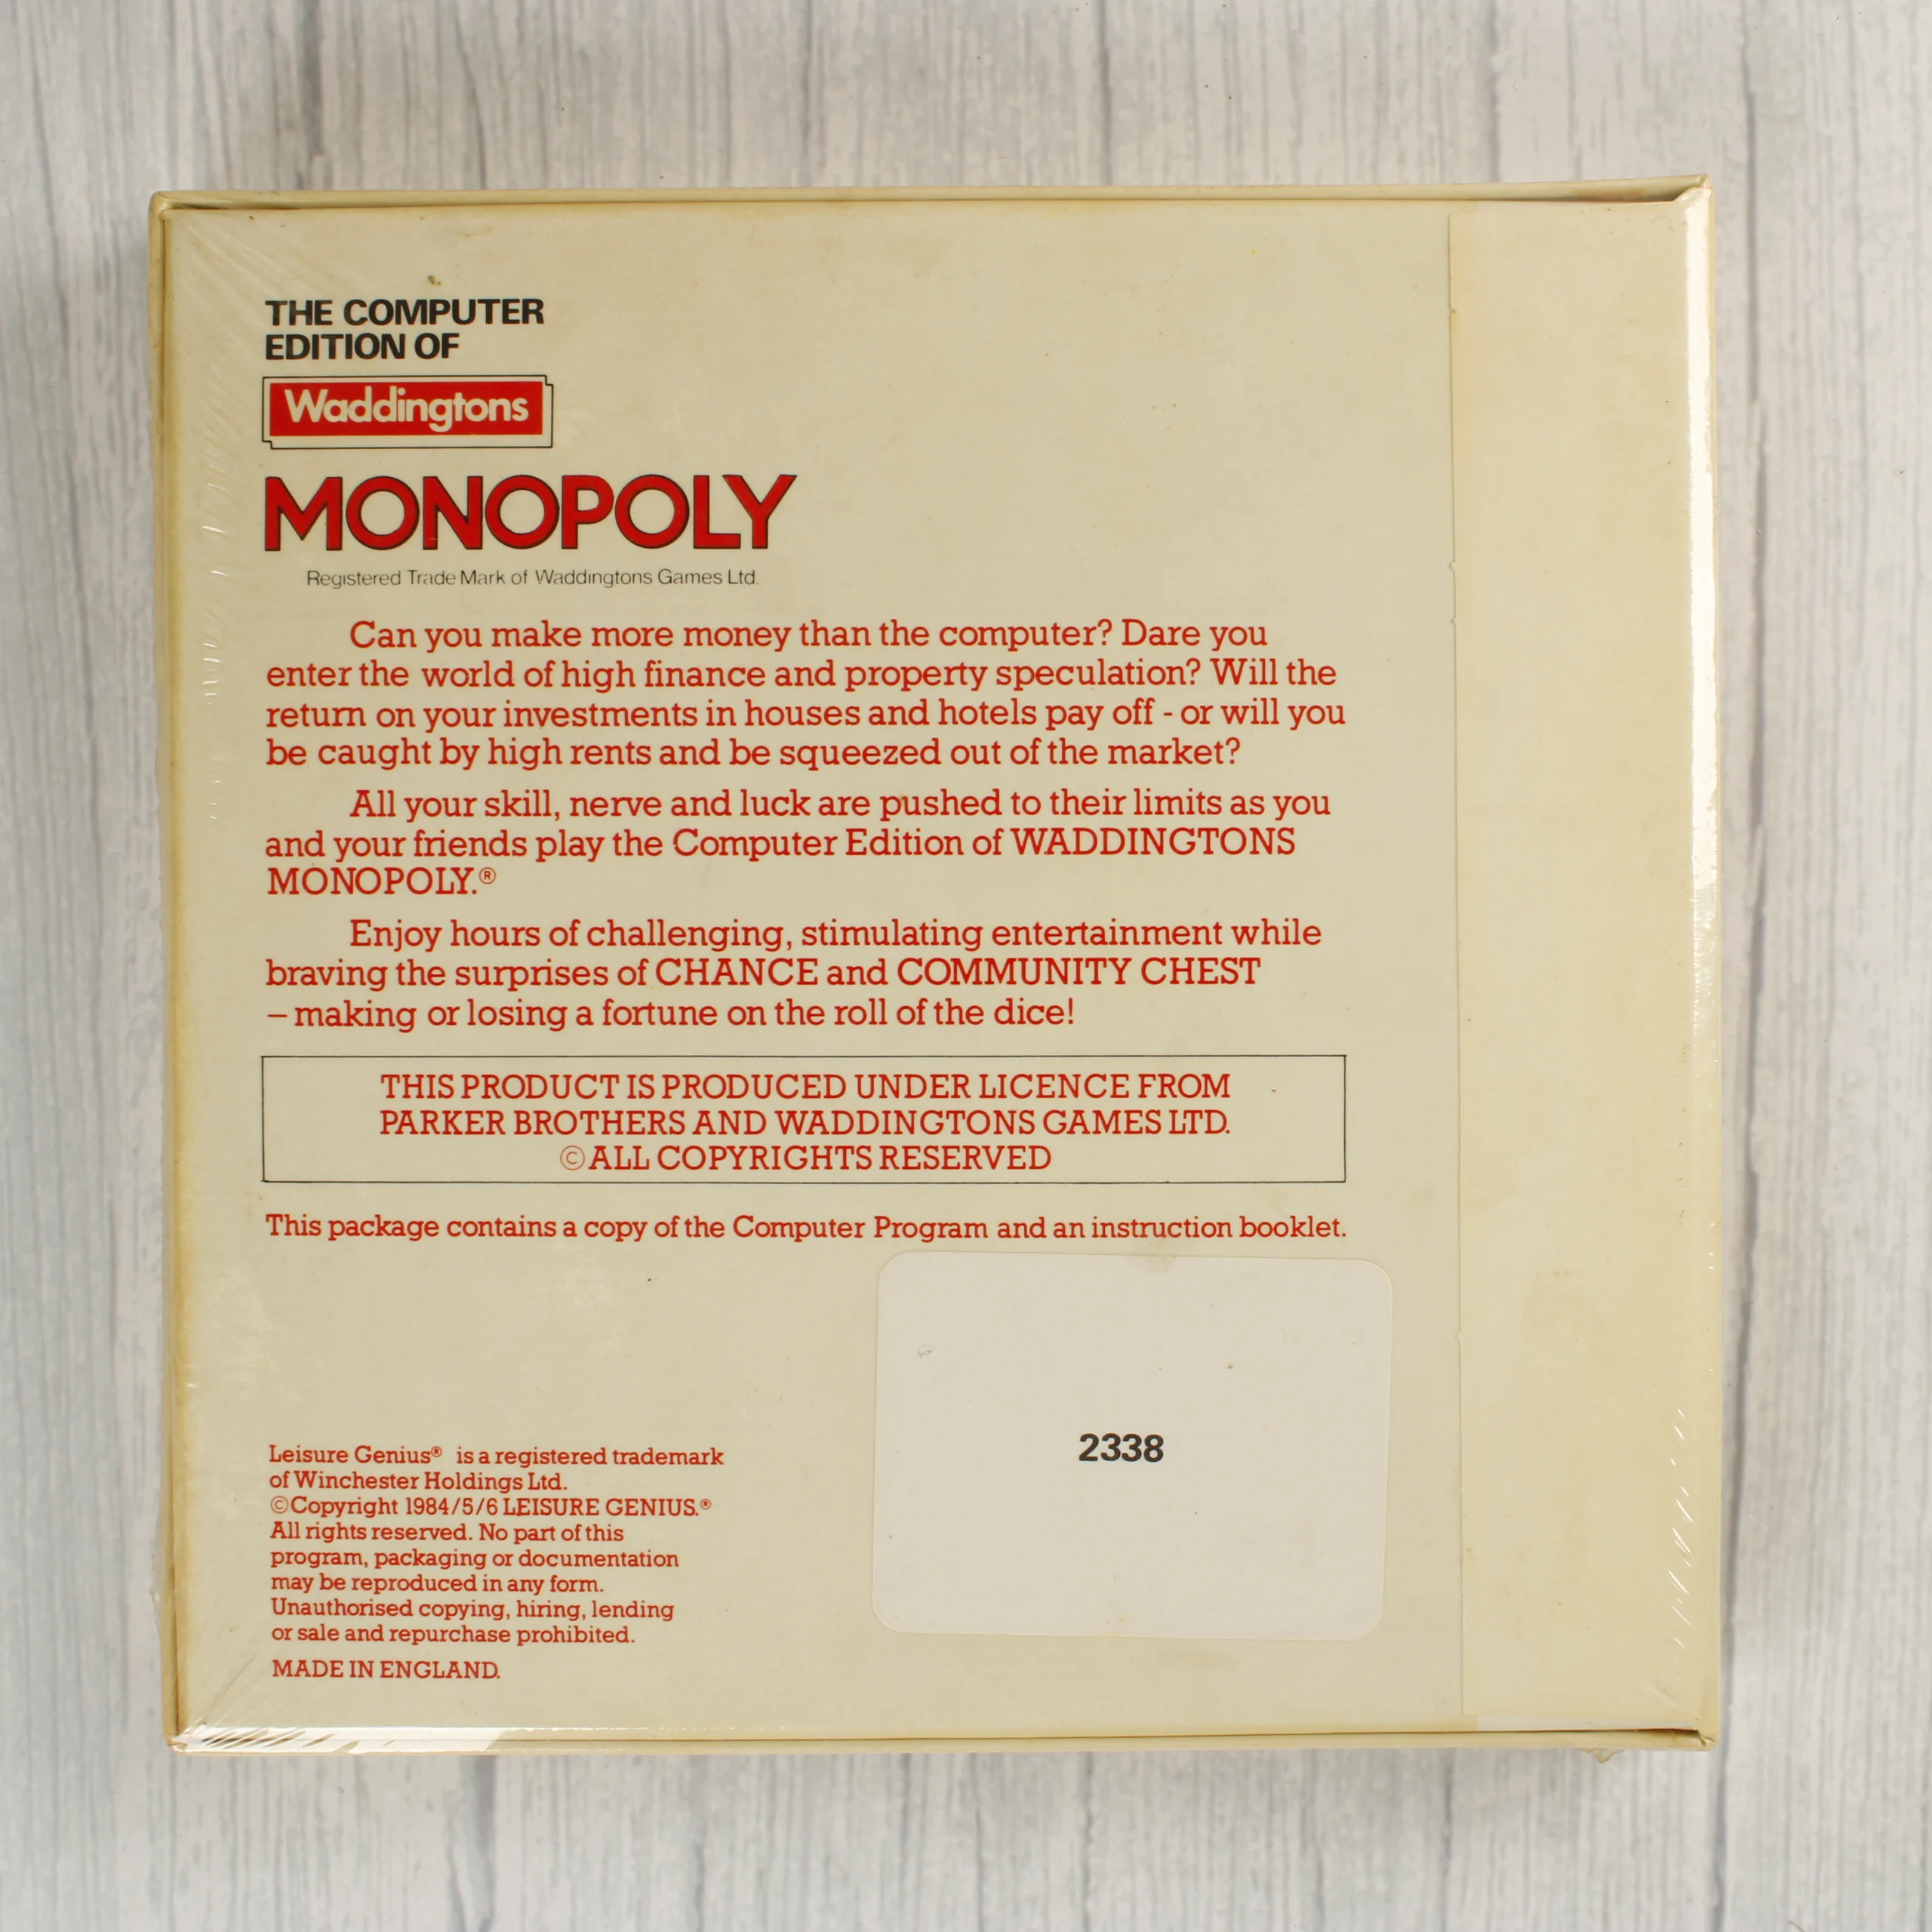 THE COMPUTER
EDITION OF
Waddingtons
MONOPOLY
Registered Trade Mark of Waddingtons Games Ltd.
Can you make more money than the computer? Dare you
enter the world of high finance and property speculation? Will the
return on your investments in houses and hotels pay off - or will you
be caught by high rents and be squeezed out of the market?
All your skill, nerve and luck are pushed to their limits as you
and your friends play the Computer Edition of WADDINGTONS
MONOPOLY.®
Enjoy hours of challenging, stimulating entertainment while
braving the surprises of CHANCE and COMMUNITY CHEST
– making or losing a fortune on the roll of the dice!
THIS PRODUCT IS PRODUCED UNDER LICENCE FROM
PARKER BROTHERS AND WADDINGTONS GAMES LTD.
© ALL COPYRIGHTS RESERVED
This package contains a copy of the Computer Program and an instruction booklet.
2338
Leisure Genius® is a registered trademark
of Winchester Holdings Ltd.
© Copyright 1984/5/6 LEISURE GENIUS.®
All rights reserved. No part of this
program, packaging or documentation
may be reproduced in any form.
Unauthorised copying, hiring, lending
or sale and repurchase prohibited.
MADE IN ENGLAND.